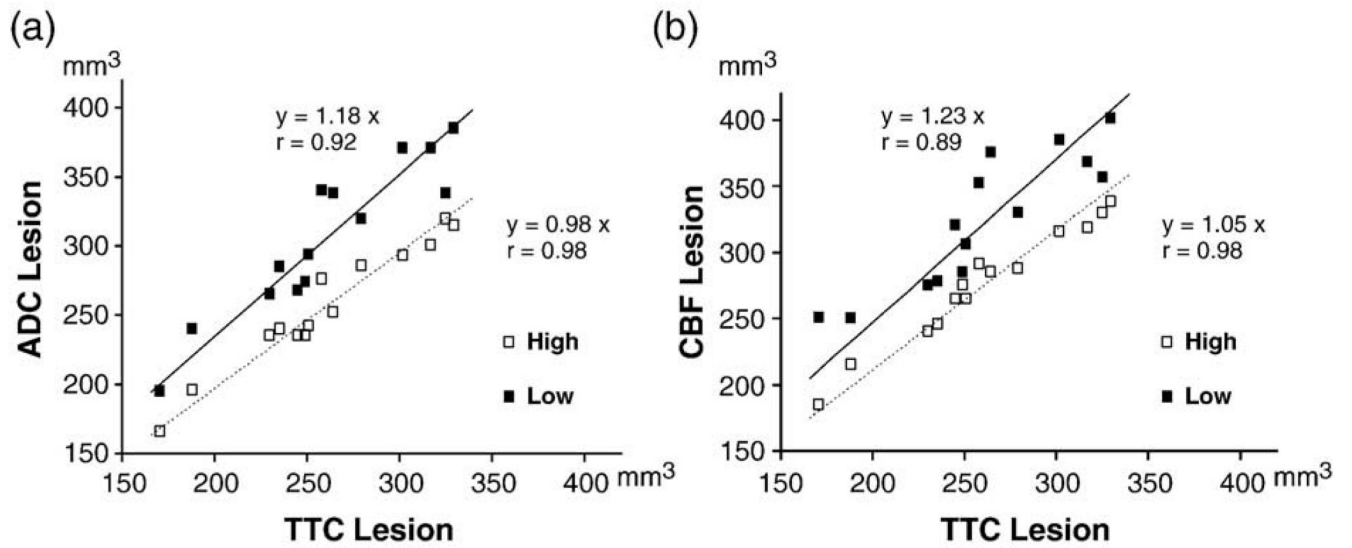 (a)
mm3
400
350
300
250
200
150
ADC Lesion
y = 1.18 x
r = 0.92
y = 0.98 x
r = 0.98
High
Low
150 200 250 300 350 400 mm3
TTC Lesion
(b)
mm3
400
350
300
250
200
150
CBF Lesion
y = 1.23 x
r = 0.89
y = 1.05 x
r = 0.98
High
Low
150 200 250 300 350 400 mm3
TTC Lesion